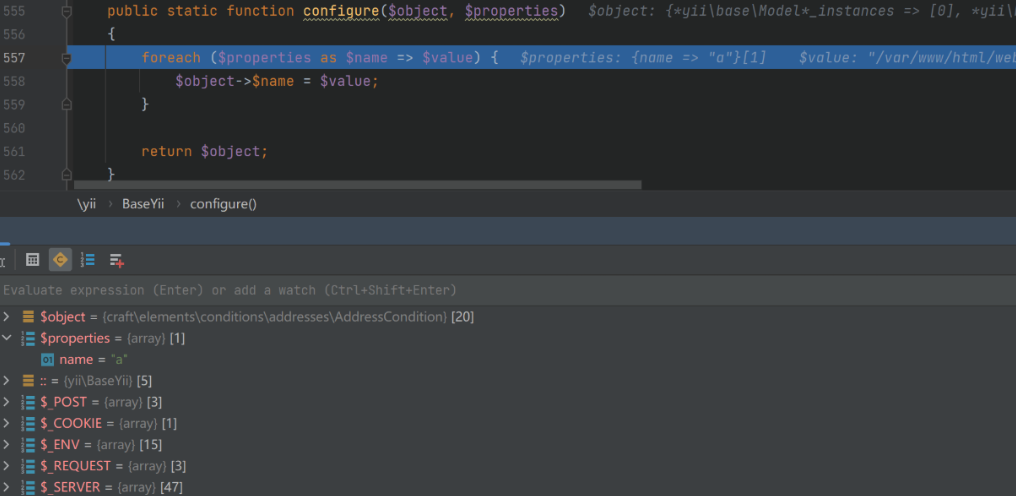 555 public static function configure($object, $properties) $object: {*yii\base\Model*_instances => [0], *yii\
556 {
557 foreach ($properties as $name => $value) { $properties: {name => "a"}[1] $value: "/var/www/html/web
558 $object->$name = $value;
559 }
560
561 return $object;
562 }
\yii › BaseYii › configure()
Evaluate expression (Enter) or add a watch (Ctrl+Shift+Enter)
$object = {craft\elements\conditions\addresses\AddressCondition} [20]
$properties = {array} [1]
name = "a"
:: = {yii\BaseYii} [5]
$_POST = {array} [3]
$_COOKIE = {array} [1]
$_ENV = {array} [15]
$_REQUEST = {array} [3]
$_SERVER = {array} [47]